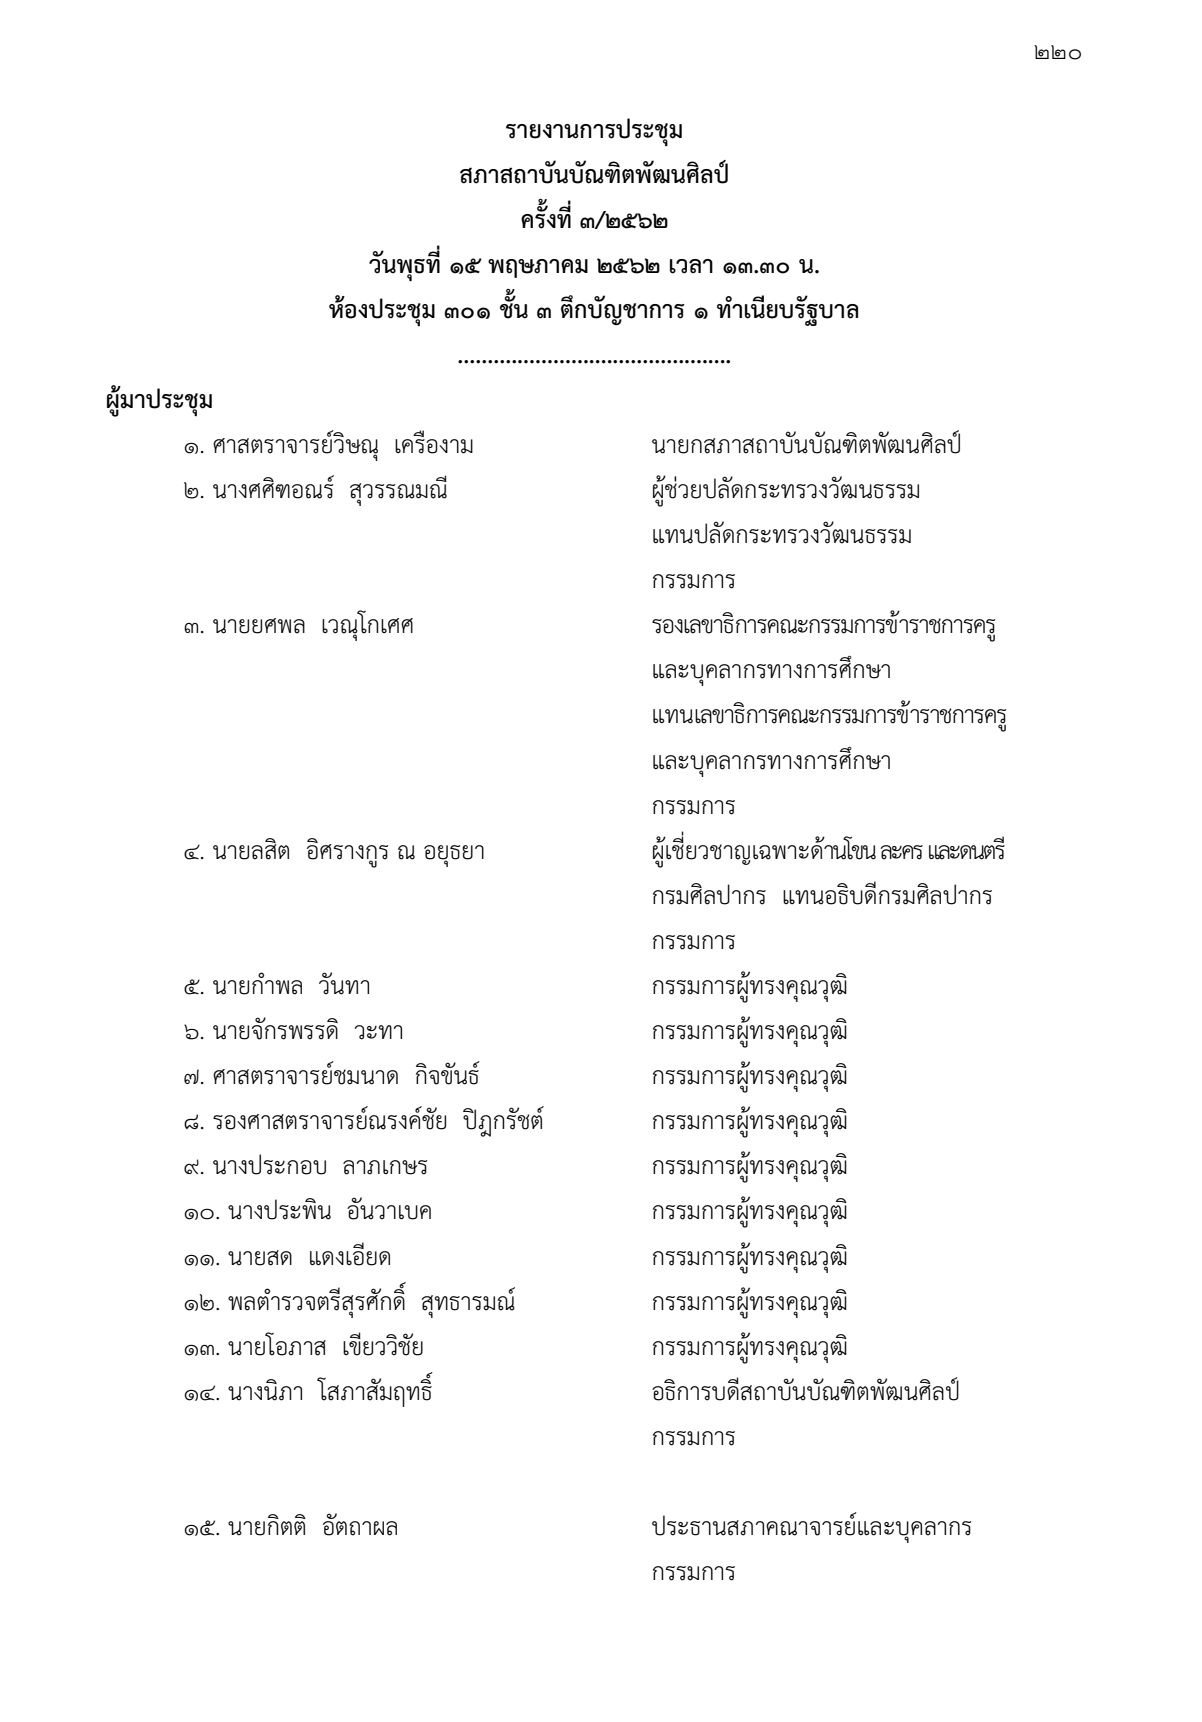 ๒๒๐
รายงานการประชุม
สภาสถาบันบัณฑิตพัฒนศิลป์
ครั้งที่ ๓/๒๕๖๒
วันพุธที่ ๑๕ พฤษภาคม ๒๕๖๒ เวลา ๑๓.๓๐ น.
ห้องประชุม ๓๐๑ ชั้น ๓ ตึกบัญชาการ ๑ ทำเนียบรัฐบาล
..............................................
ผู้มาประชุม
๑. ศาสตราจารย์วิษณุ เครืองาม นายกสภาสถาบันบัณฑิตพัฒนศิลป์
๒. นางศศิฑอณร์ สุวรรณมณี ผู้ช่วยปลัดกระทรวงวัฒนธรรม
แทนปลัดกระทรวงวัฒนธรรม
กรรมการ
๓. นายยศพล เวณุโกเศศ รองเลขาธิการคณะกรรมการข้าราชการครู
และบุคลากรทางการศึกษา
แทนเลขาธิการคณะกรรมการข้าราชการครู
และบุคลากรทางการศึกษา
กรรมการ
๔. นายลสิต อิศรางกูร ณ อยุธยา ผู้เชี่ยวชาญเฉพาะด้านโขน ละคร และดนตรี
กรมศิลปากร แทนอธิบดีกรมศิลปากร
กรรมการ
๕. นายกำพล วันทา กรรมการผู้ทรงคุณวุฒิ
๖. นายจักรพรรดิ วะทา กรรมการผู้ทรงคุณวุฒิ
๗. ศาสตราจารย์ชมนาด กิจขันธ์ กรรมการผู้ทรงคุณวุฒิ
๘. รองศาสตราจารย์ณรงค์ชัย ปิฎกรัชต์ กรรมการผู้ทรงคุณวุฒิ
๙. นางประกอบ ลาภเกษร กรรมการผู้ทรงคุณวุฒิ
๑๐. นางประพิน อันวาเบค กรรมการผู้ทรงคุณวุฒิ
๑๑. นายสด แดงเอียด กรรมการผู้ทรงคุณวุฒิ
๑๒. พลตำรวจตรีสุรศักดิ์ สุทธารมณ์ กรรมการผู้ทรงคุณวุฒิ
๑๓. นายโอภาส เขียววิชัย กรรมการผู้ทรงคุณวุฒิ
๑๔. นางนิภา โสภาสัมฤทธิ์ อธิการบดีสถาบันบัณฑิตพัฒนศิลป์
กรรมการ
๑๕. นายกิตติ อัตถาผล ประธานสภาคณาจารย์และบุคลากร
กรรมการ